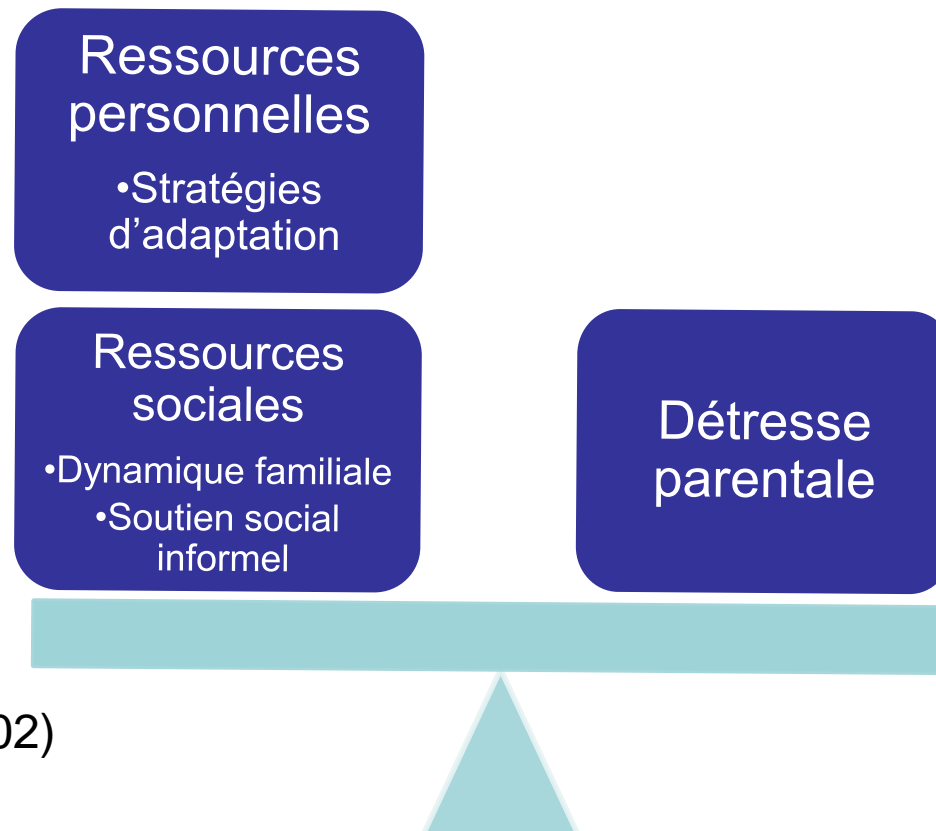 Ressources
personnelles
•Stratégies
d’adaptation
Ressources
sociales
•Dynamique familiale
•Soutien social
informel
Détresse
parentale
02)